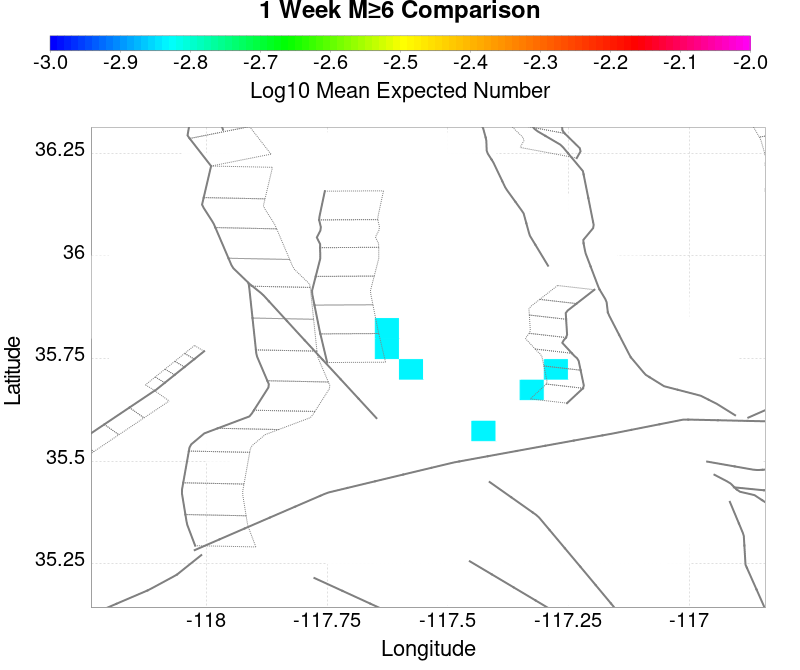 1 Week M≥6 Comparison
-3.0 -2.9 -2.8 -2.7 -2.6 -2.5 -2.4 -2.3 -2.2 -2.1 -2.0
Log10 Mean Expected Number
36.25
36
35.75
35.5
35.25
Latitude
-118 -117.75 -117.5 -117.25 -117
Longitude